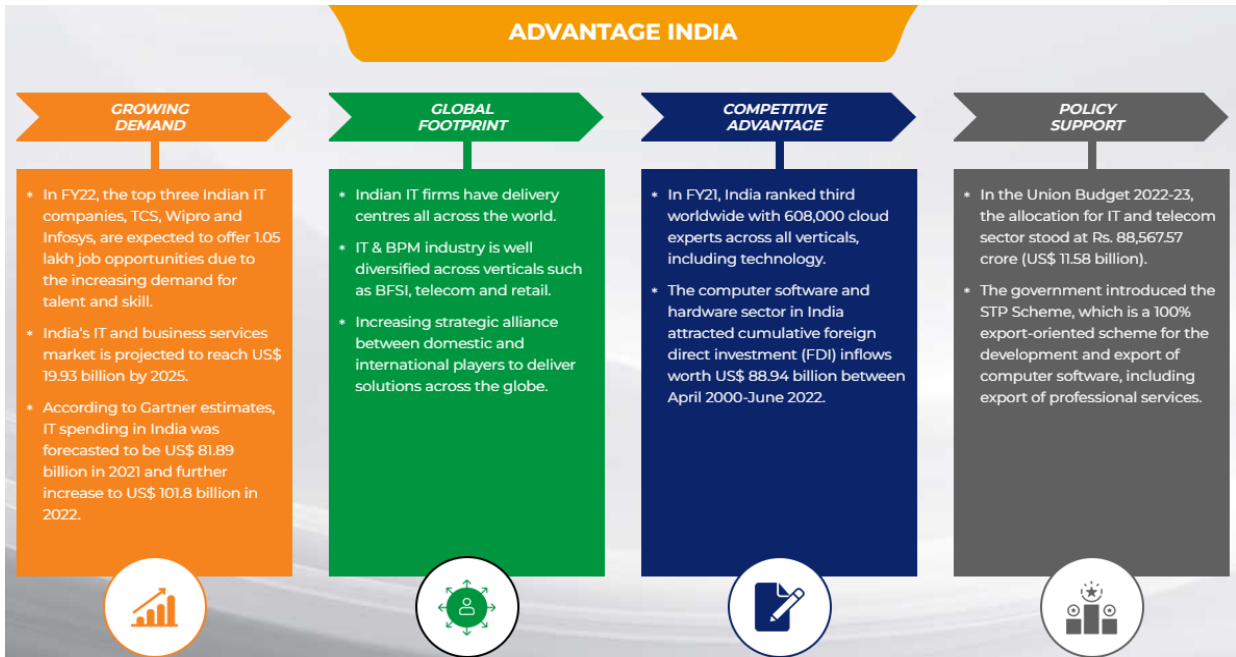 ADVANTAGE INDIA
GROWING
DEMAND
* In FY22, the top three Indian IT
companies, TCS, Wipro and
Infosys, are expected to offer 1.05
lakh job opportunities due to
the increasing demand for
talent and skill.
* India's IT and business services
market is projected to reach US$
19.93 billion by 2025.
* According to Gartner estimates,
IT spending in India was
forecasted to be US$ 81.89
billion in 2021 and further
increase to US$ 101.8 billion in
2022.
GLOBAL
FOOTPRINT
* Indian IT firms have delivery
centres all across the world.
* IT & BPM industry is well
diversified across verticals such
as BFSI, telecom and retail.
* Increasing strategic alliance
between domestic and
international players to deliver
solutions across the globe.
COMPETITIVE
ADVANTAGE
* In FY21, India ranked third
worldwide with 608,000 cloud
experts across all verticals,
including technology.
* The computer software and
hardware sector in India
attracted cumulative foreign
direct investment (FDI) inflows
worth US$ 88.94 billion between
April 2000-June 2022.
POLICY
SUPPORT
* In the Union Budget 2022-23,
the allocation for IT and telecom
sector stood at Rs. 88,567.57
crore (US$ 11.58 billion).
* The government introduced the
STP Scheme, which is a 100%
export-oriented scheme for the
development and export of
computer software, including
export of professional services.